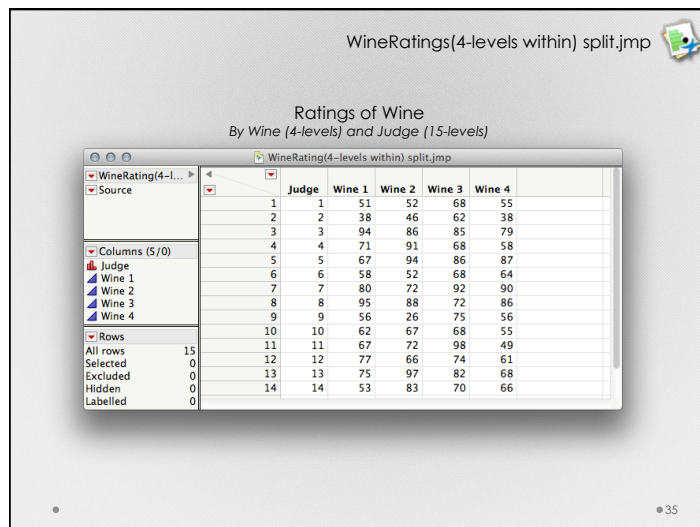 WineRatings(4-levels within) split.jmp
Ratings of Wine
By Wine (4-levels) and Judge (15-levels)
WineRating(4-levels within) split.jmp
WineRating(4-l...
Source
Columns (5/0)
Judge
Wine 1
Wine 2
Wine 3
Wine 4
Rows
All rows 15
Selected 0
Excluded 0
Hidden 0
Labelled 0
Judge Wine 1 Wine 2 Wine 3 Wine 4
1 1 51 52 68 55
2 2 38 46 62 38
3 3 94 86 85 79
4 4 71 91 68 58
5 5 67 94 86 87
6 6 58 52 68 64
7 7 80 72 92 90
8 8 95 88 72 86
9 9 56 26 75 56
10 10 62 67 68 55
11 11 67 72 98 49
12 12 77 66 74 61
13 13 75 97 82 68
14 14 53 83 70 66
35